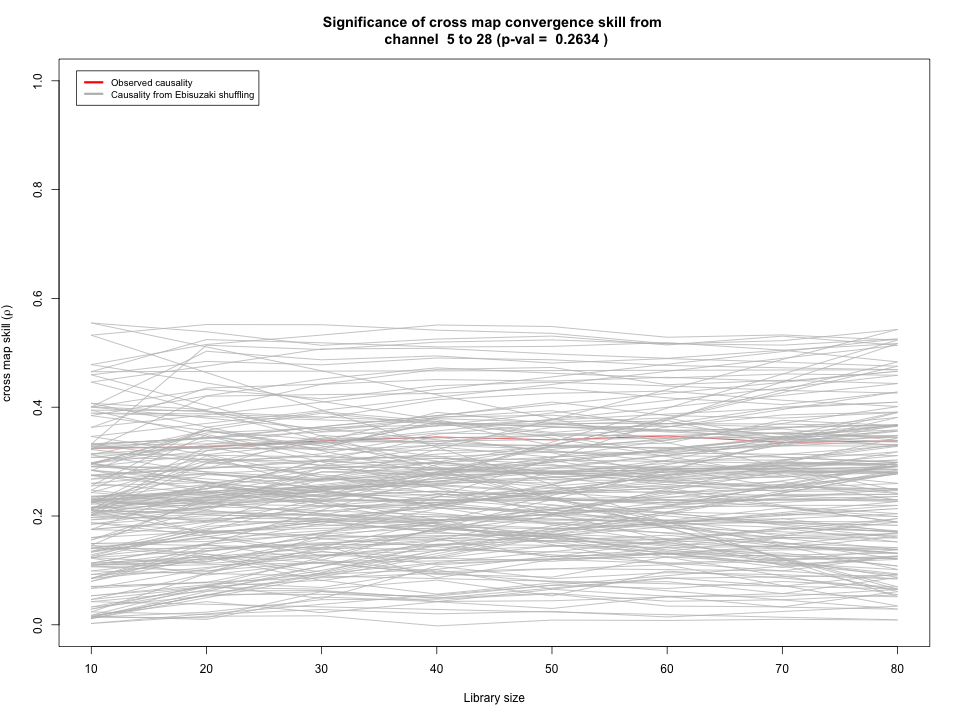 Significance of cross map convergence skill from
channel  5 to 28 (p-val =  0.2634 )
Observed causality
Causality from Ebisuzaki shuffling
cross map skill (ρ)
1.0
0.8
0.6
0.4
0.2
0.0
10 20 30 40 50 60 70 80
Library size